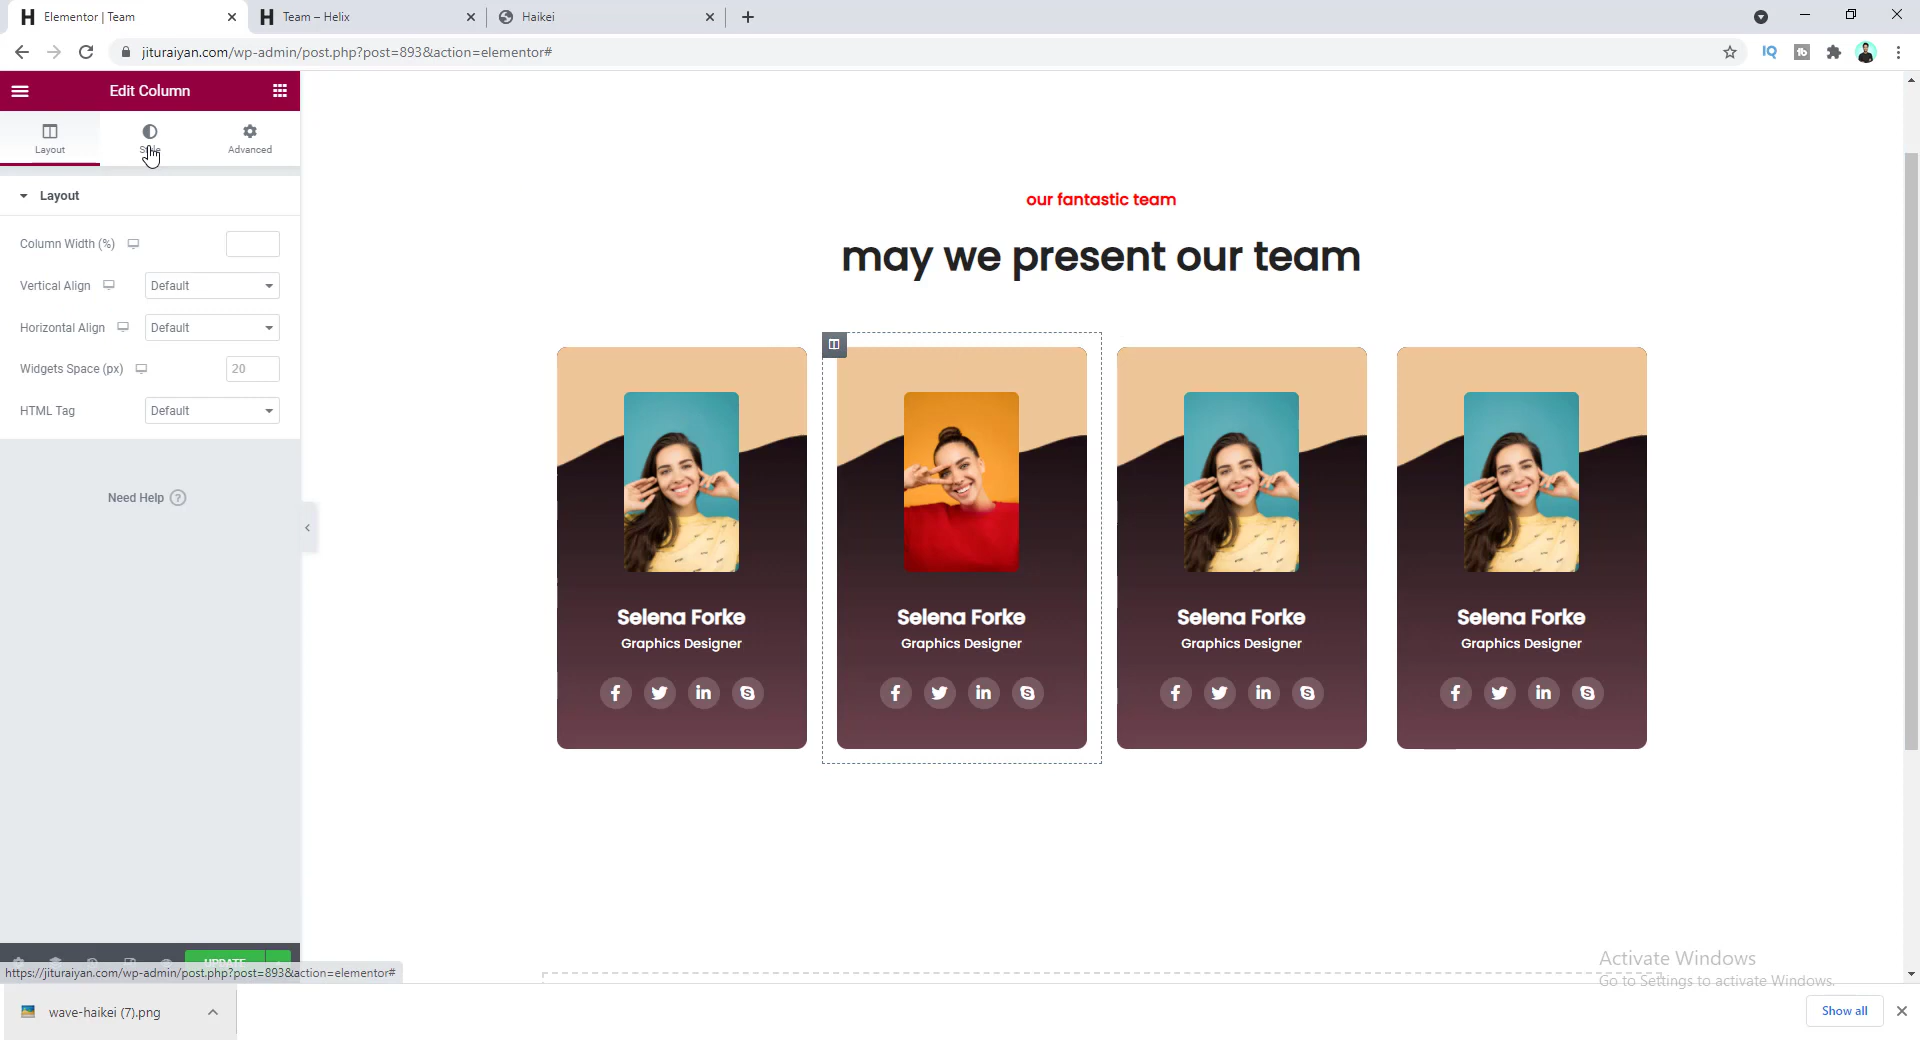 Elementor | Team
Team – Helix
Haikei
jituraiyan.com/wp-admin/post.php?post=893&action=elementor#
IQ
Edit Column
Layout
Style
Advanced
Layout
Column Width (%)
Vertical Align
Default
Horizontal Align
Default
Widgets Space (px)
20
HTML Tag
Default
Need Help ?
our fantastic team
may we present our team
Selena Forke
Graphics Designer
Selena Forke
Graphics Designer
Selena Forke
Graphics Designer
Selena Forke
Graphics Designer
UPDATE
https://jituraiyan.com/wp-admin/post.php?post=893&action=elementor#
Activate Windows
Go to Settings to activate Windows.
wave-haikei (7).png
Show all